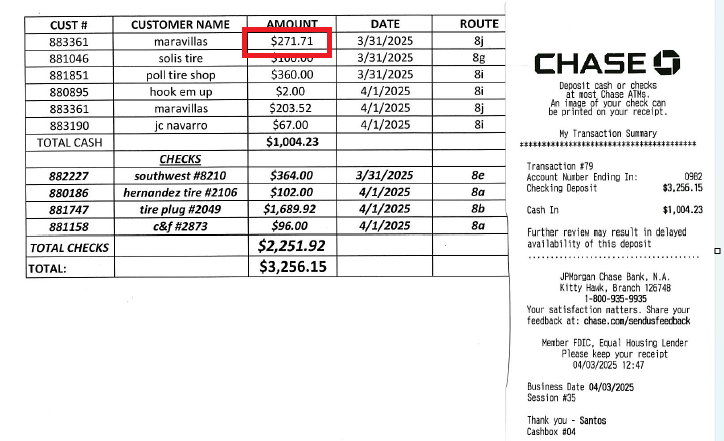 CUST # CUSTOMER NAME AMOUNT DATE ROUTE
883361 maravillas $271.71 3/31/2025 8j
881046 solis tire $100.00 3/31/2025 8g
881851 poll tire shop $360.00 3/31/2025 8i
880895 hook em up $2.00 4/1/2025 8i
883361 maravillas $203.52 4/1/2025 8j
883190 jc navarro $67.00 4/1/2025 8i
TOTAL CASH $1,004.23
CHECKS
882227 southwest #8210 $364.00 3/31/2025 8e
880186 hernandez tire #2106 $102.00 4/1/2025 8a
881747 tire plug #2049 $1,689.92 4/1/2025 8b
881158 c&f #2873 $96.00 4/1/2025 8a
TOTAL CHECKS $2,251.92
TOTAL: $3,256.15
CHASE
Deposit cash or checks
at most Chase ATMs.
An image of your check can
be printed on your receipt.
My Transaction Summary
Transaction #79
Account Number Ending In: 0982
Checking Deposit $3,256.15
Cash In $1,004.23
Further review may result in delayed
availability of this deposit
JPMorgan Chase Bank, N.A.
Kitty Hawk, Branch 126748
1-800-935-9935
Your satisfaction matters. Share your
feedback at: chase.com/sendusfeedback
Member FDIC, Equal Housing Lender
Please keep your receipt
04/03/2025 12:47
Business Date 04/03/2025
Session #35
Thank you - Santos
Cashbox #04